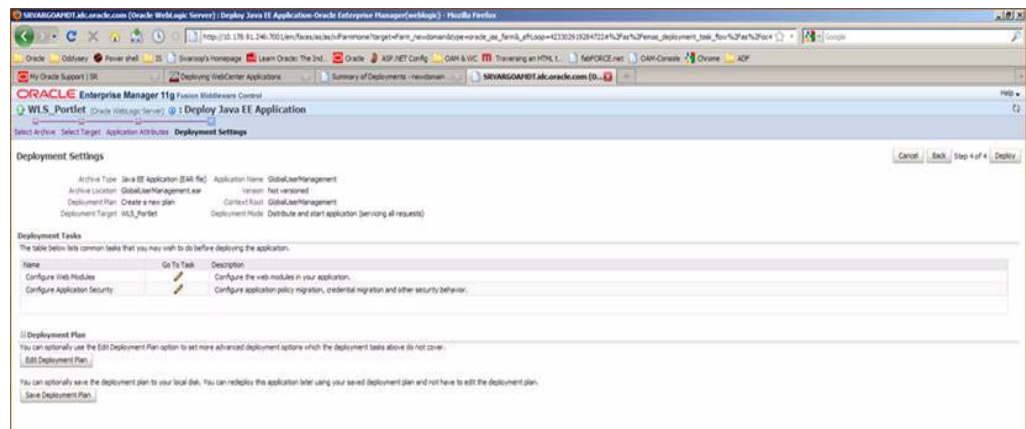 SRVARGOAMDT.idc.oracle.com (Oracle WebLogic Server) : Deploy Java EE Application-Oracle Enterprise Manager(weblogic) - Mozilla Firefox
Google
Oracle Oddysey Power shell IIS Swaroop's Homepage Learn Oracle: The Ind... Oracle ASP.NET Config OAM & WC Traversing an HTML t... fabFORCE.net OAM-Console Chrome ADF
My Oracle Support | SR Deploying WebCenter Applications Summary of Deployments - newdomain ... SRVARGOAMDT.idc.oracle.com (O...
ORACLE Enterprise Manager 11g Fusion Middleware Control Help
WLS_Portlet (Oracle WebLogic Server) : Deploy Java EE Application
Select Archive Select Target Application Attributes Deployment Settings
Deployment Settings Cancel Back Step 4 of 4 Deploy
Archive Type Java EE Application (EAR file) Application Name GlobalUserManagement
Archive Location GlobalUserManagement.ear Version Not versioned
Deployment Plan Create a new plan Context Root GlobalUserManagement
Deployment Target WLS_Portlet Deployment Mode Distribute and start application (servicing all requests)
Deployment Tasks
The table below lists common tasks that you may wish to do before deploying the application.
Name Go To Task Description
Configure Web Modules Configure the web modules in your application.
Configure Application Security Configure application policy migration, credential migration and other security behavior.
Deployment Plan
You can optionally use the Edit Deployment Plan option to set more advanced deployment options which the deployment tasks above do not cover.
Edit Deployment Plan
You can optionally save the deployment plan to your local disk. You can redeploy this application later using your saved deployment plan and not have to edit the deployment plan.
Save Deployment Plan